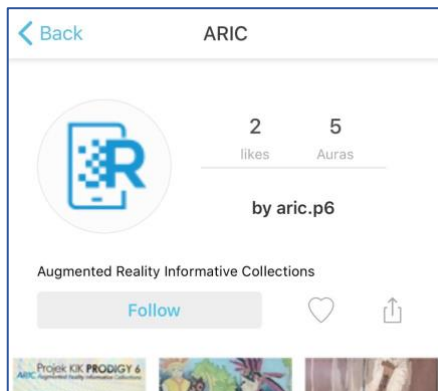 Back ARIC
2 5
likes Auras
by aric.p6
Augmented Reality Informative Collections
Follow
Projek KIK PRODIGY 6
ARIC Augmented Reality Informative Collections